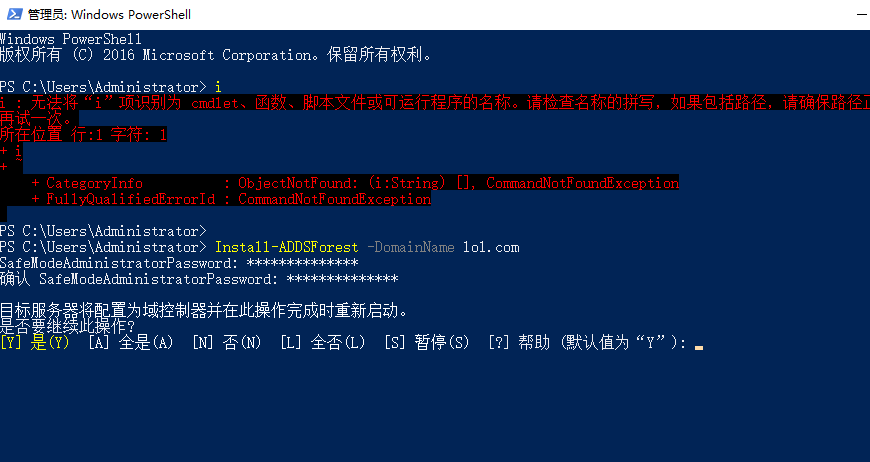 管理员: Windows PowerShell
Windows PowerShell
版权所有 (C) 2016 Microsoft Corporation。保留所有权利。
PS C:\Users\Administrator> i
i : 无法将“i”项识别为 cmdlet、函数、脚本文件或可运行程序的名称。请检查名称的拼写，如果包括路径，请确保路径正
再试一次。
所在位置 行:1 字符: 1
+ i
+ ~
+ CategoryInfo : ObjectNotFound: (i:String) [], CommandNotFoundException
+ FullyQualifiedErrorId : CommandNotFoundException
PS C:\Users\Administrator>
PS C:\Users\Administrator> Install-ADDSForest -DomainName lol.com
SafeModeAdministratorPassword: **************
确认 SafeModeAdministratorPassword: **************
目标服务器将配置为域控制器并在此操作完成时重新启动。
是否要继续此操作?
[Y] 是(Y) [A] 全是(A) [N] 否(N) [L] 全否(L) [S] 暂停(S) [?] 帮助 (默认值为“Y”):